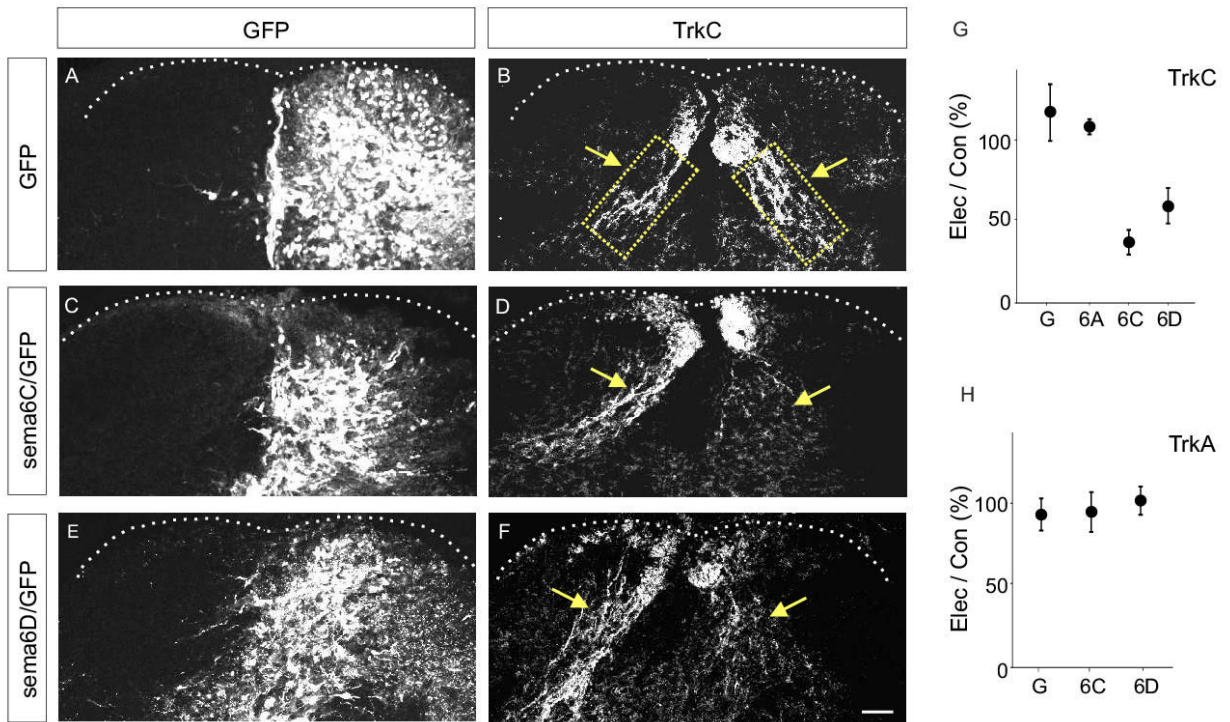 GFP
TrkC
GFP
A
B
sema6C/GFP
C
D
sema6D/GFP
E
F
G
TrkC
Elec / Con (%)
100
50
0
G 6A 6C 6D
H
TrkA
Elec / Con (%)
100
50
0
G 6C 6D